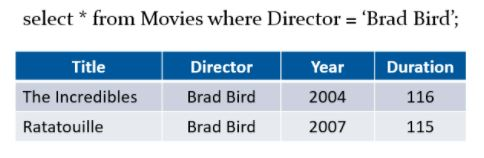 select * from Movies where Director = ‘Brad Bird’;
Title Director Year Duration
The Incredibles Brad Bird 2004 116
Ratatouille Brad Bird 2007 115